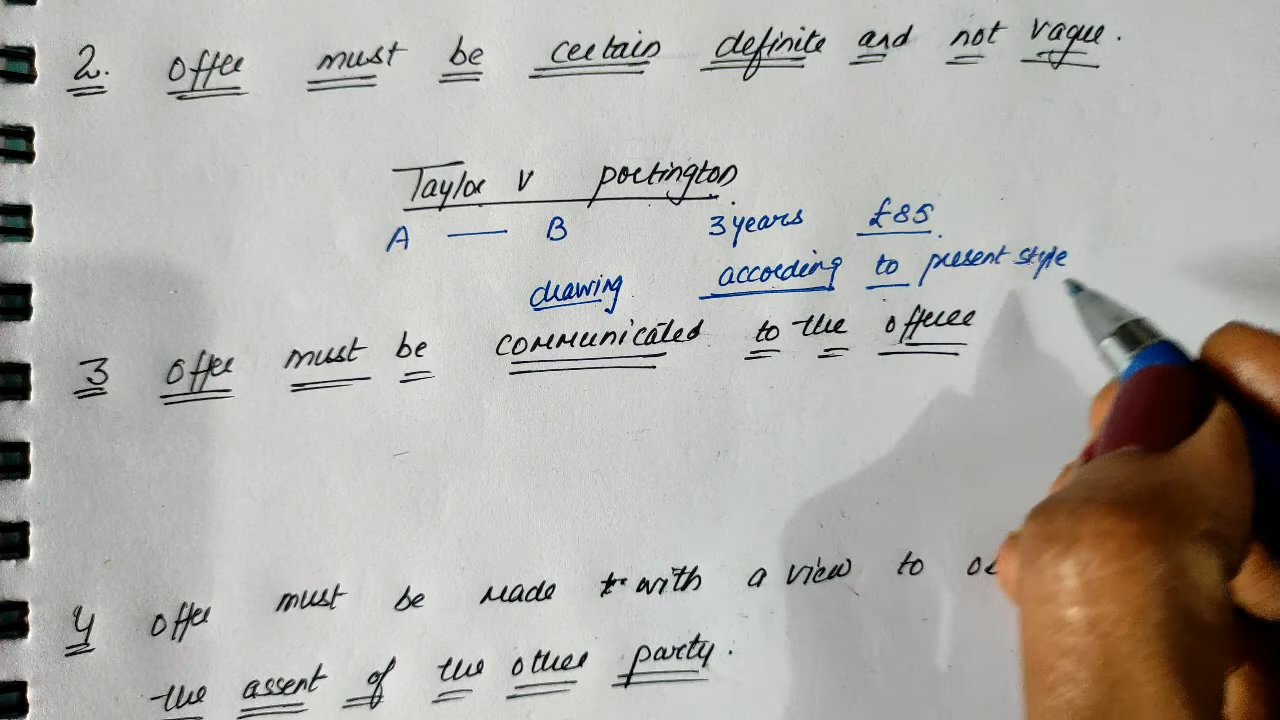 2. Offer must be certain definite and not vague.
Taylor v portington
A — B 3 years £85.
drawing according to present style
3 Offer must be communicated to the offeree
4 Offer must be made with a view to
the assent of the other party.